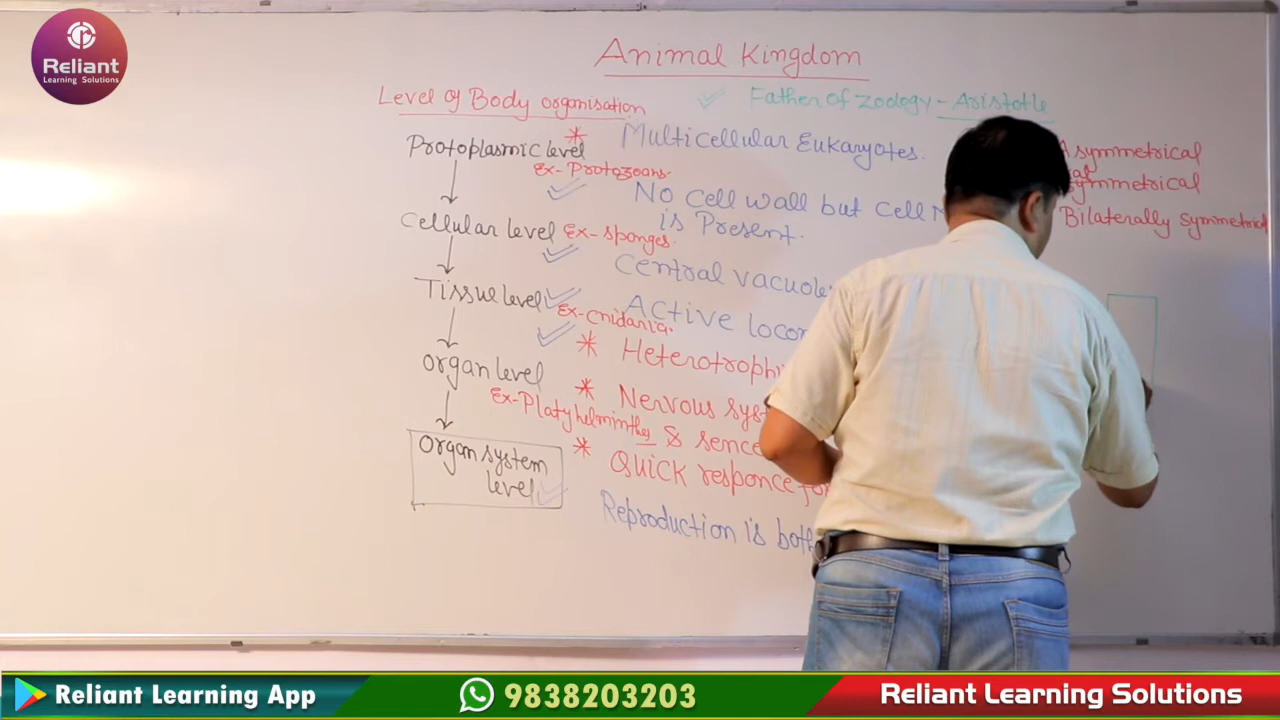 Reliant
Learning Solutions
Animal Kingdom
Level of Body organisation
Father of Zoology - Aristotle
Protoplasmic level
Ex- Protozoans.
Cellular level Ex- sponges.
Tissue level
Ex- cnidaria.
organ level
Ex- Platyhelminthes
organ system
level
Multicellular Eukaryotes.
No cell wall but cell
is Present.
Central vacuole
Active locom
Heterotroph
Nervous syst
& sence
Quick responce for
Reproduction is both
Asymmetrical
symmetrical
Bilaterally symmetrical
Reliant Learning App
9838203203
Reliant Learning Solutions